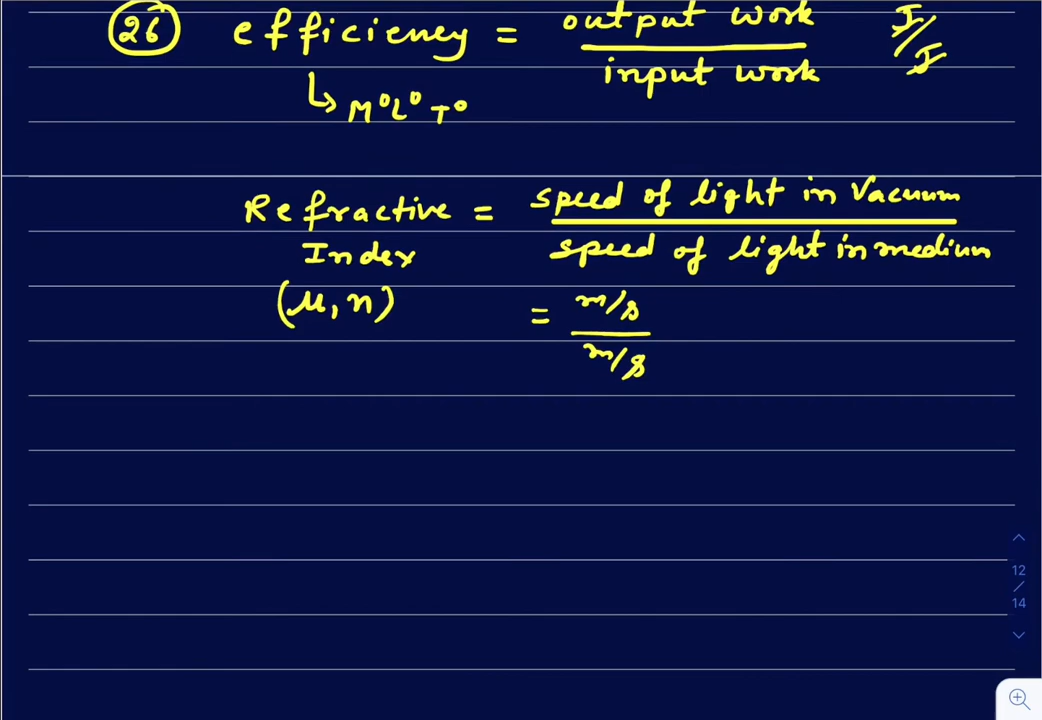 26 efficiency = output work / input work J/J
↳ M⁰L⁰T⁰
Refractive Index = speed of light in Vacuum / speed of light in medium
(μ, n) = m/s / m/s
12
/
14